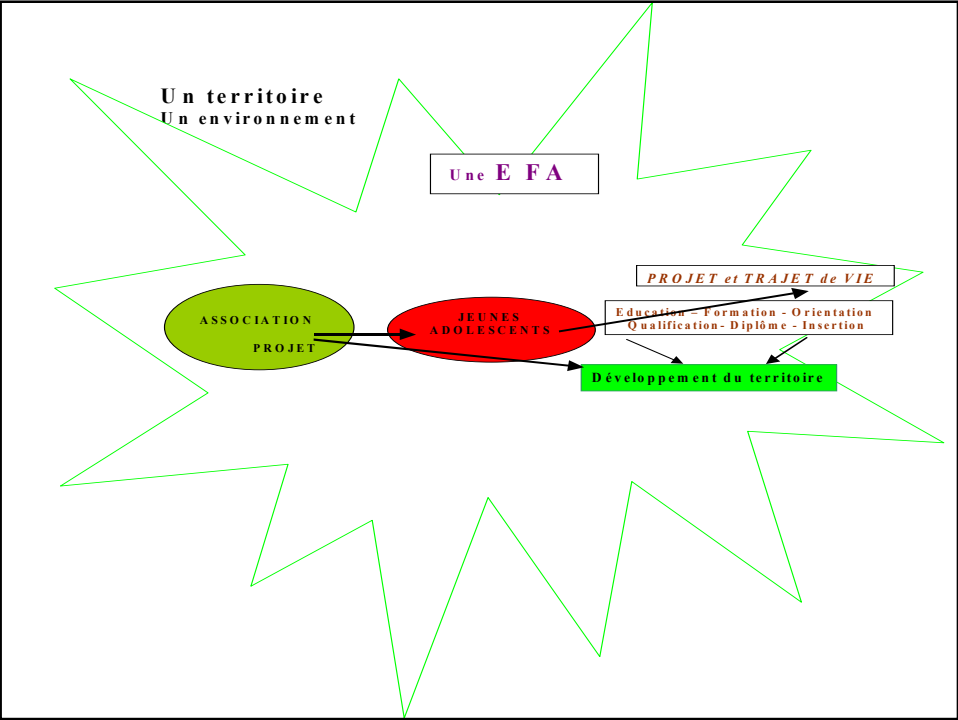 Un territoire
Un environnement
Une EFA
PROJET et TRAJET de VIE
ASSOCIATION
PROJET
JEUNES
ADOLESCENTS
Education – Formation - Orientation
Qualification- Diplôme - Insertion
Développement du territoire